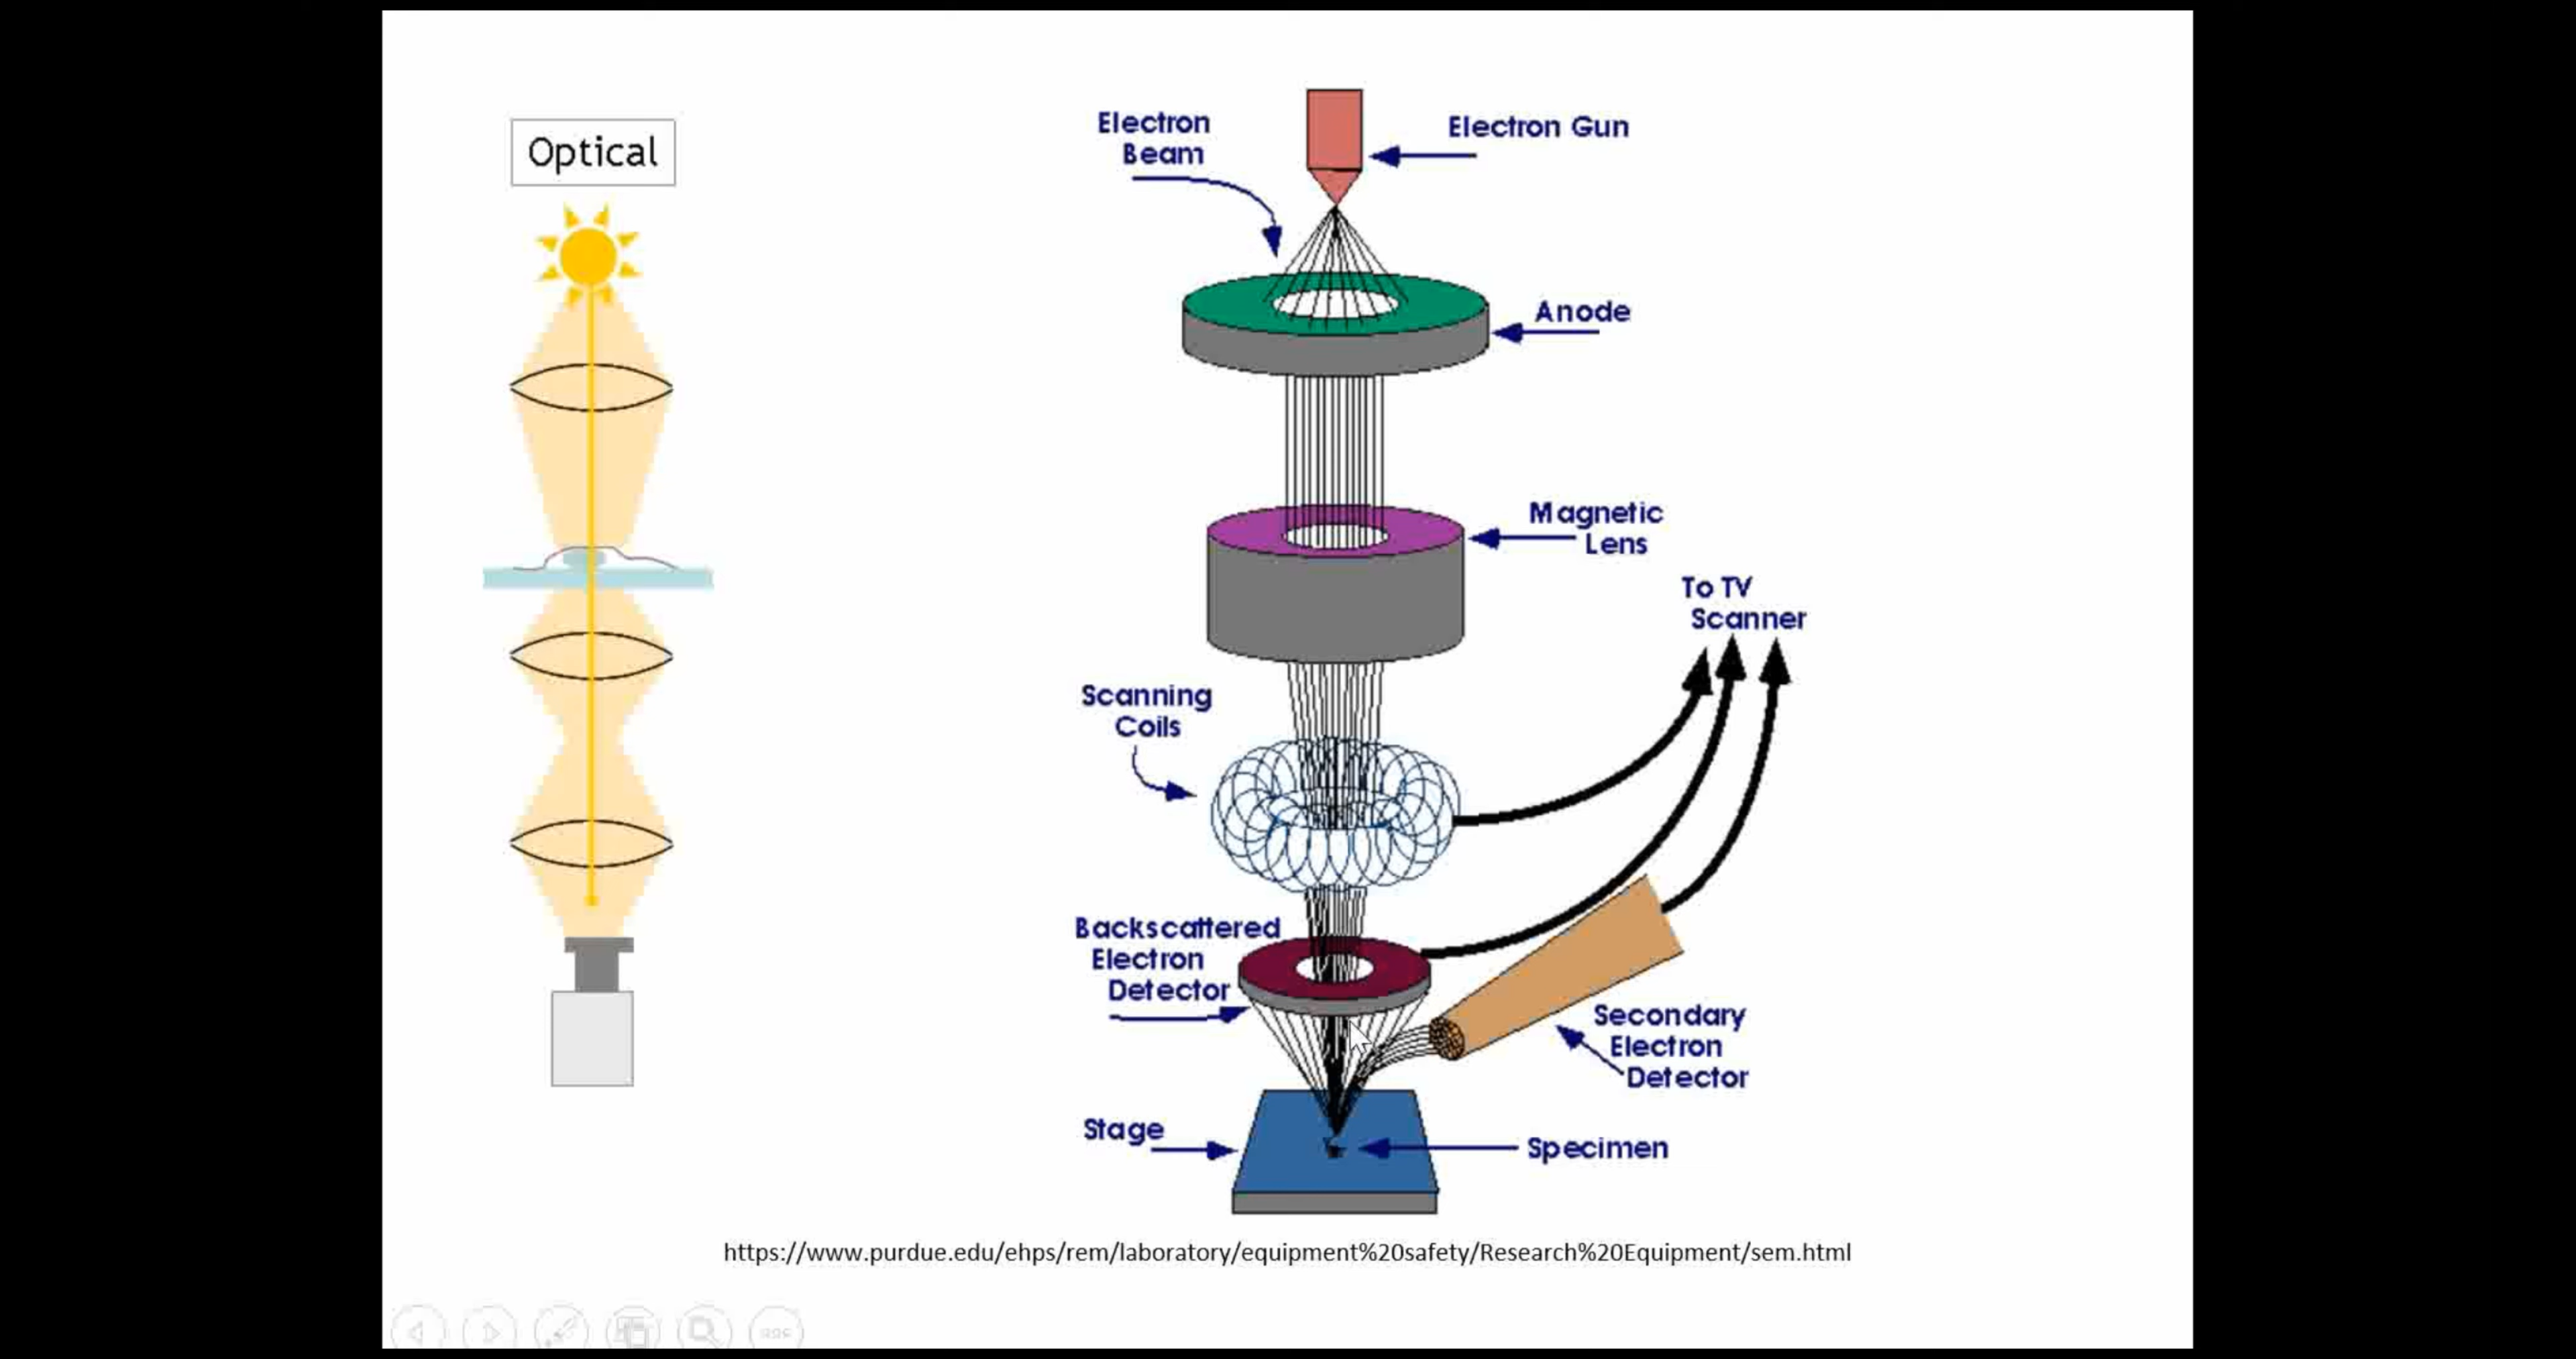 Optical
Electron
Beam
Electron Gun
Anode
Magnetic
Lens
To TV
Scanner
Scanning
Coils
Backscattered
Electron
Detector
Secondary
Electron
Detector
Stage
Specimen
https://www.purdue.edu/ehps/rem/laboratory/equipment%20safety/Research%20Equipment/sem.html